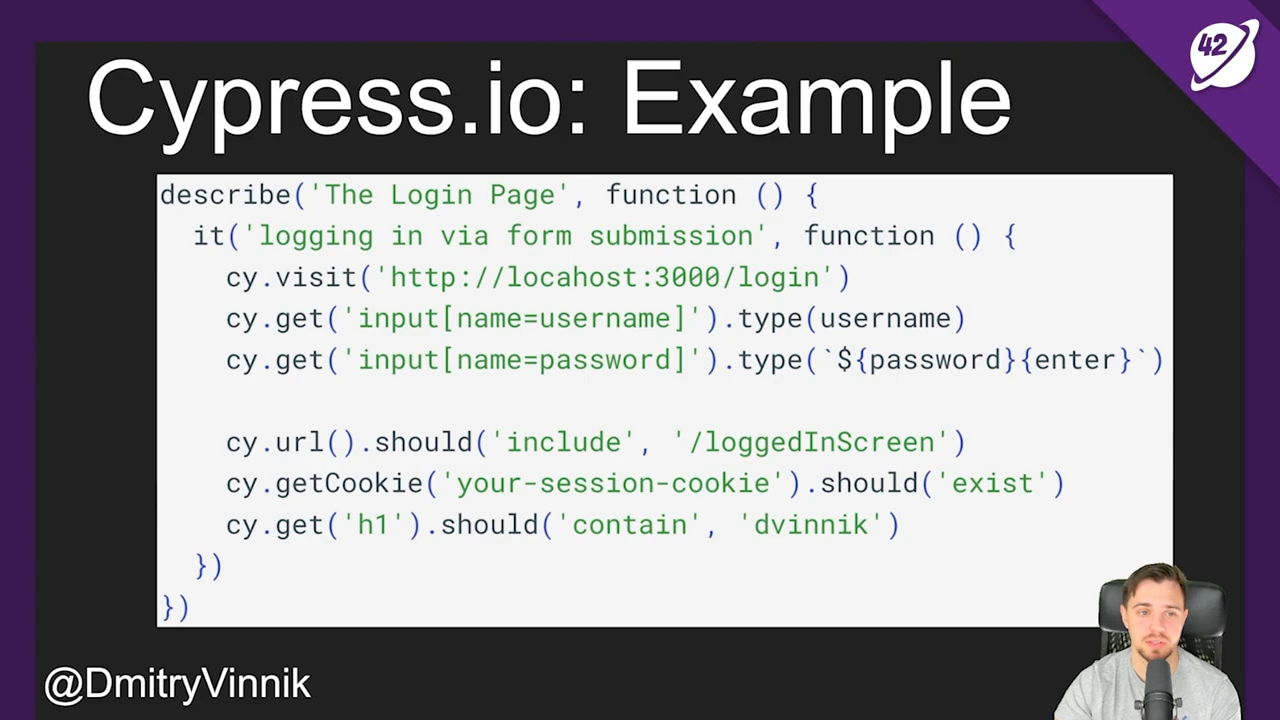 42
Cypress.io: Example
describe('The Login Page', function () {
it('logging in via form submission', function () {
cy.visit('http://locahost:3000/login')
cy.get('input[name=username]').type(username)
cy.get('input[name=password]').type(`${password}{enter}`)
cy.url().should('include', '/loggedInScreen')
cy.getCookie('your-session-cookie').should('exist')
cy.get('h1').should('contain', 'dvinnik')
})
})
@DmitryVinnik